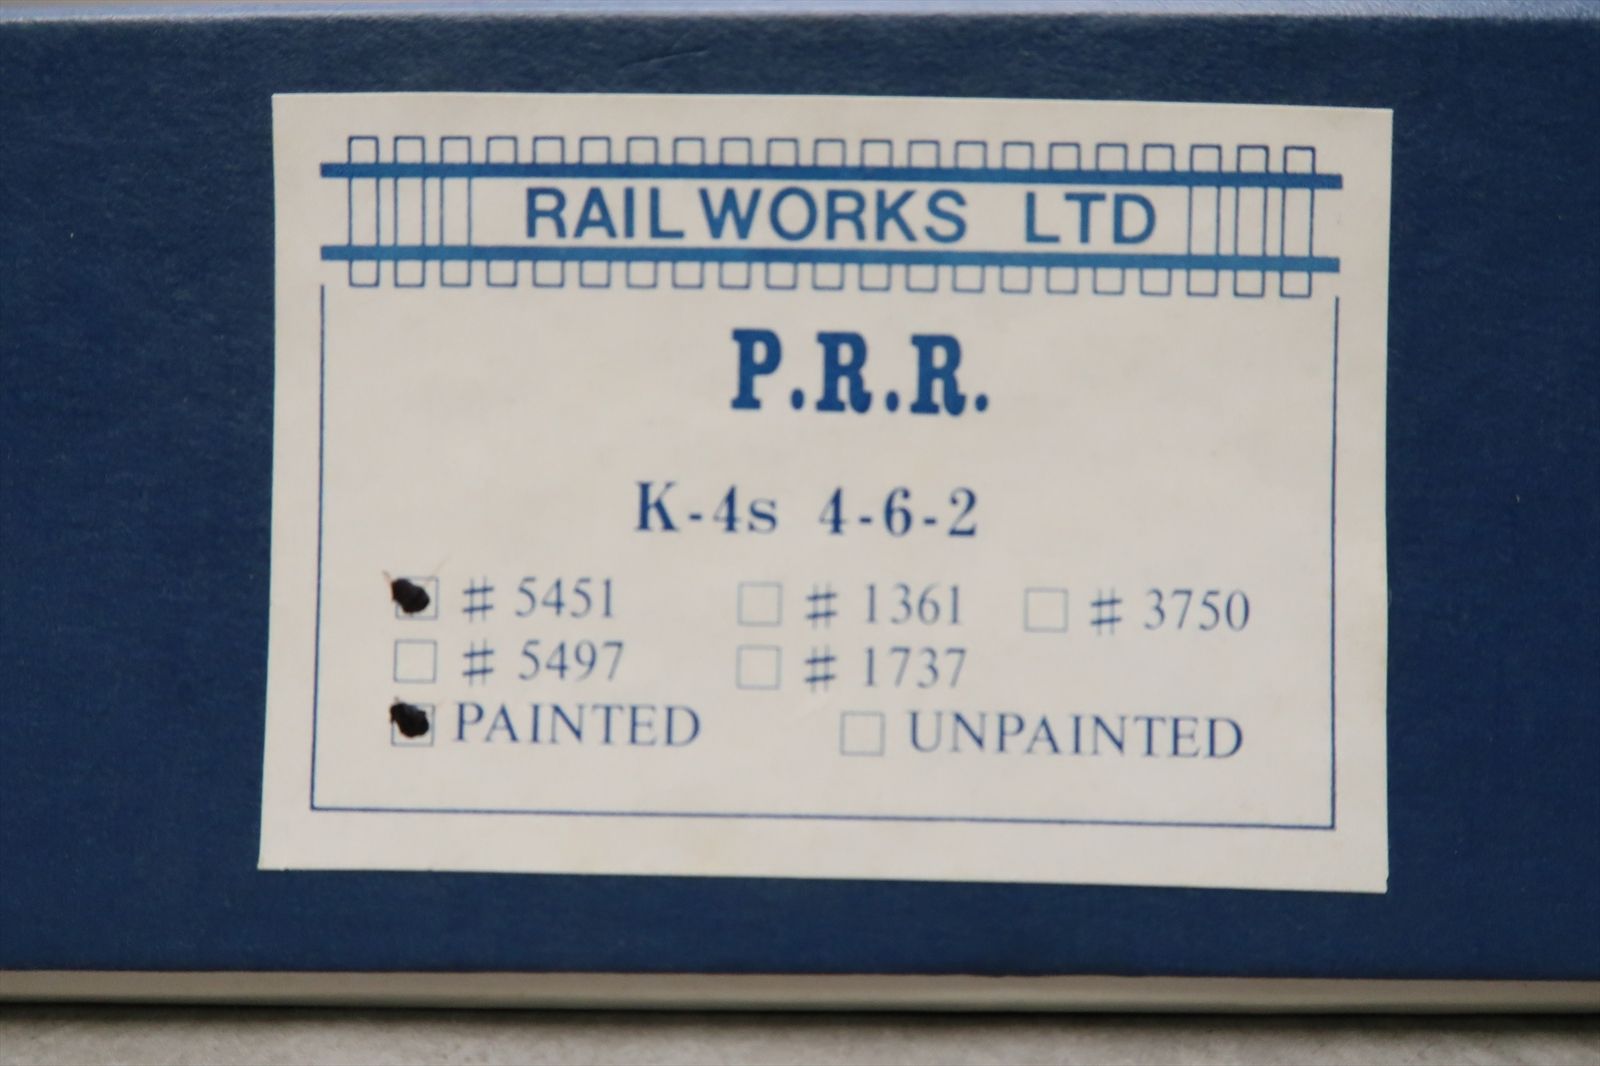 RAILWORKS LTD
P.R.R.
K-4s 4-6-2
# 5451 # 1361 # 3750
# 5497 # 1737
PAINTED UNPAINTED